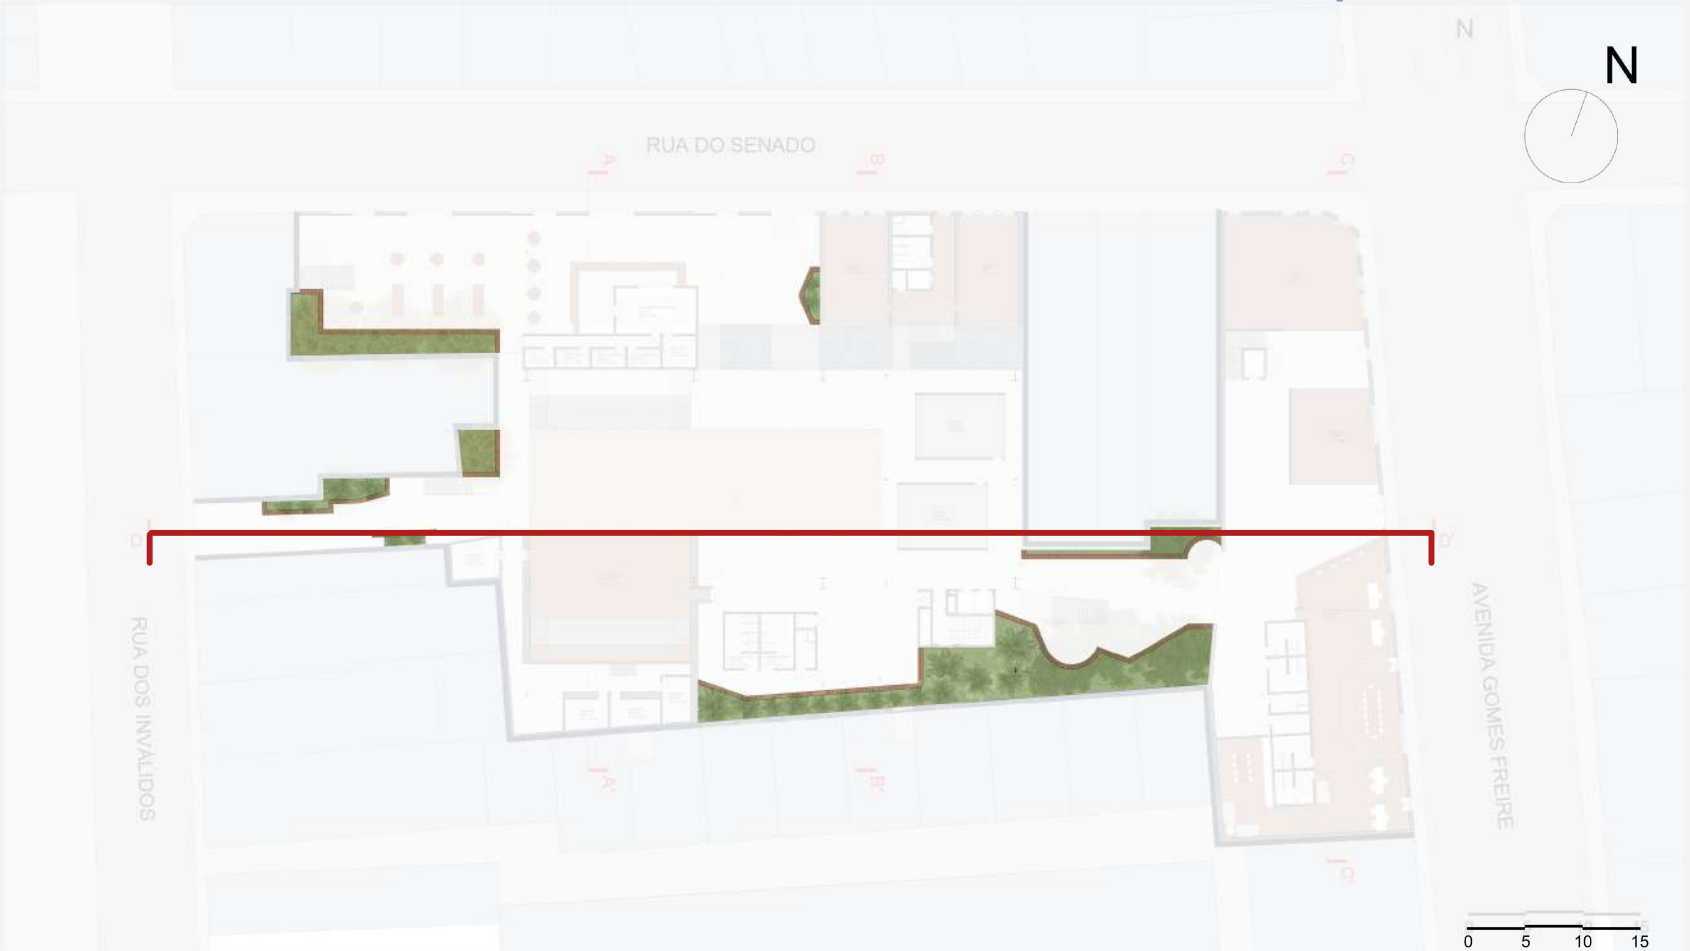 N
N
RUA DO SENADO
A
B
C
D
D'
RUA DOS INVÁLIDOS
AVENIDA GOMES FREIRE
A'
B'
C'
0 5 10 15